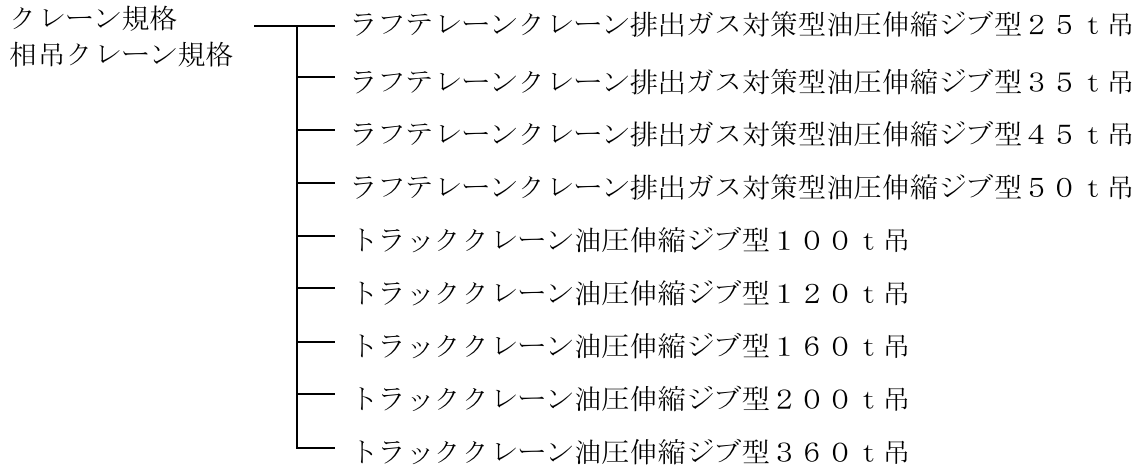 クレーン規格
相吊クレーン規格
ラフテレーンクレーン排出ガス対策型油圧伸縮ジブ型２５ｔ吊
ラフテレーンクレーン排出ガス対策型油圧伸縮ジブ型３５ｔ吊
ラフテレーンクレーン排出ガス対策型油圧伸縮ジブ型４５ｔ吊
ラフテレーンクレーン排出ガス対策型油圧伸縮ジブ型５０ｔ吊
トラッククレーン油圧伸縮ジブ型１００ｔ吊
トラッククレーン油圧伸縮ジブ型１２０ｔ吊
トラッククレーン油圧伸縮ジブ型１６０ｔ吊
トラッククレーン油圧伸縮ジブ型２００ｔ吊
トラッククレーン油圧伸縮ジブ型３６０ｔ吊